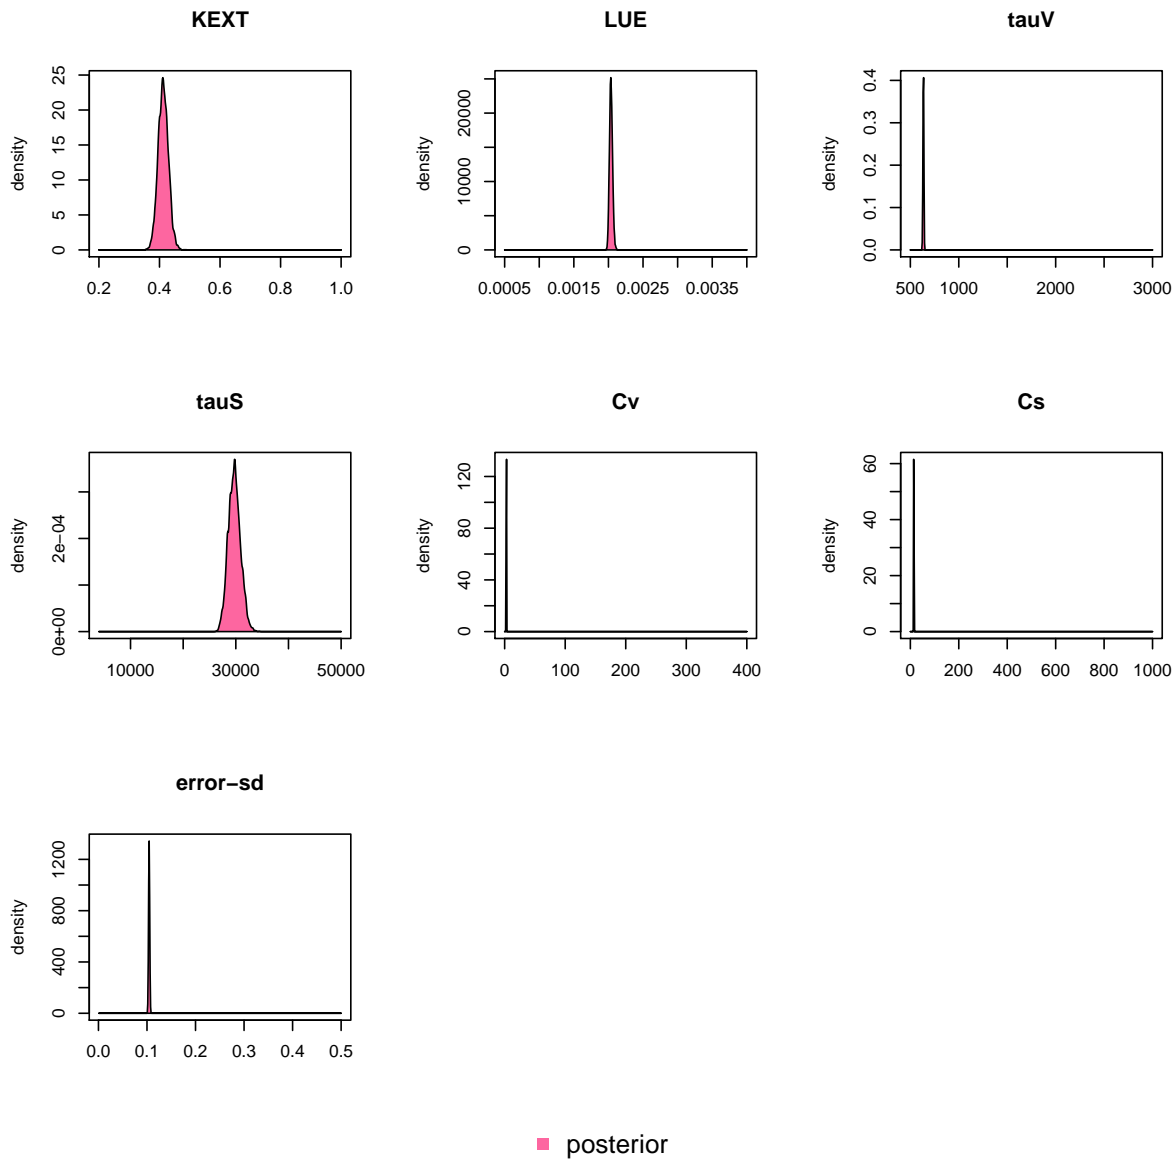 KEXT
LUE
tauV
density
25
20
15
10
5
0
0.2 0.4 0.6 0.8 1.0
density
20000
10000
0
0.0005 0.0015 0.0025 0.0035
density
0.4
0.3
0.2
0.1
0.0
500 1000 2000 3000
tauS
Cv
Cs
density
2e−04
0e+00
10000 30000 50000
density
120
80
40
0
0 100 200 300 400
density
60
40
20
0
0 200 400 600 800 1000
error−sd
density
1200
800
400
0
0.0 0.1 0.2 0.3 0.4 0.5
posterior